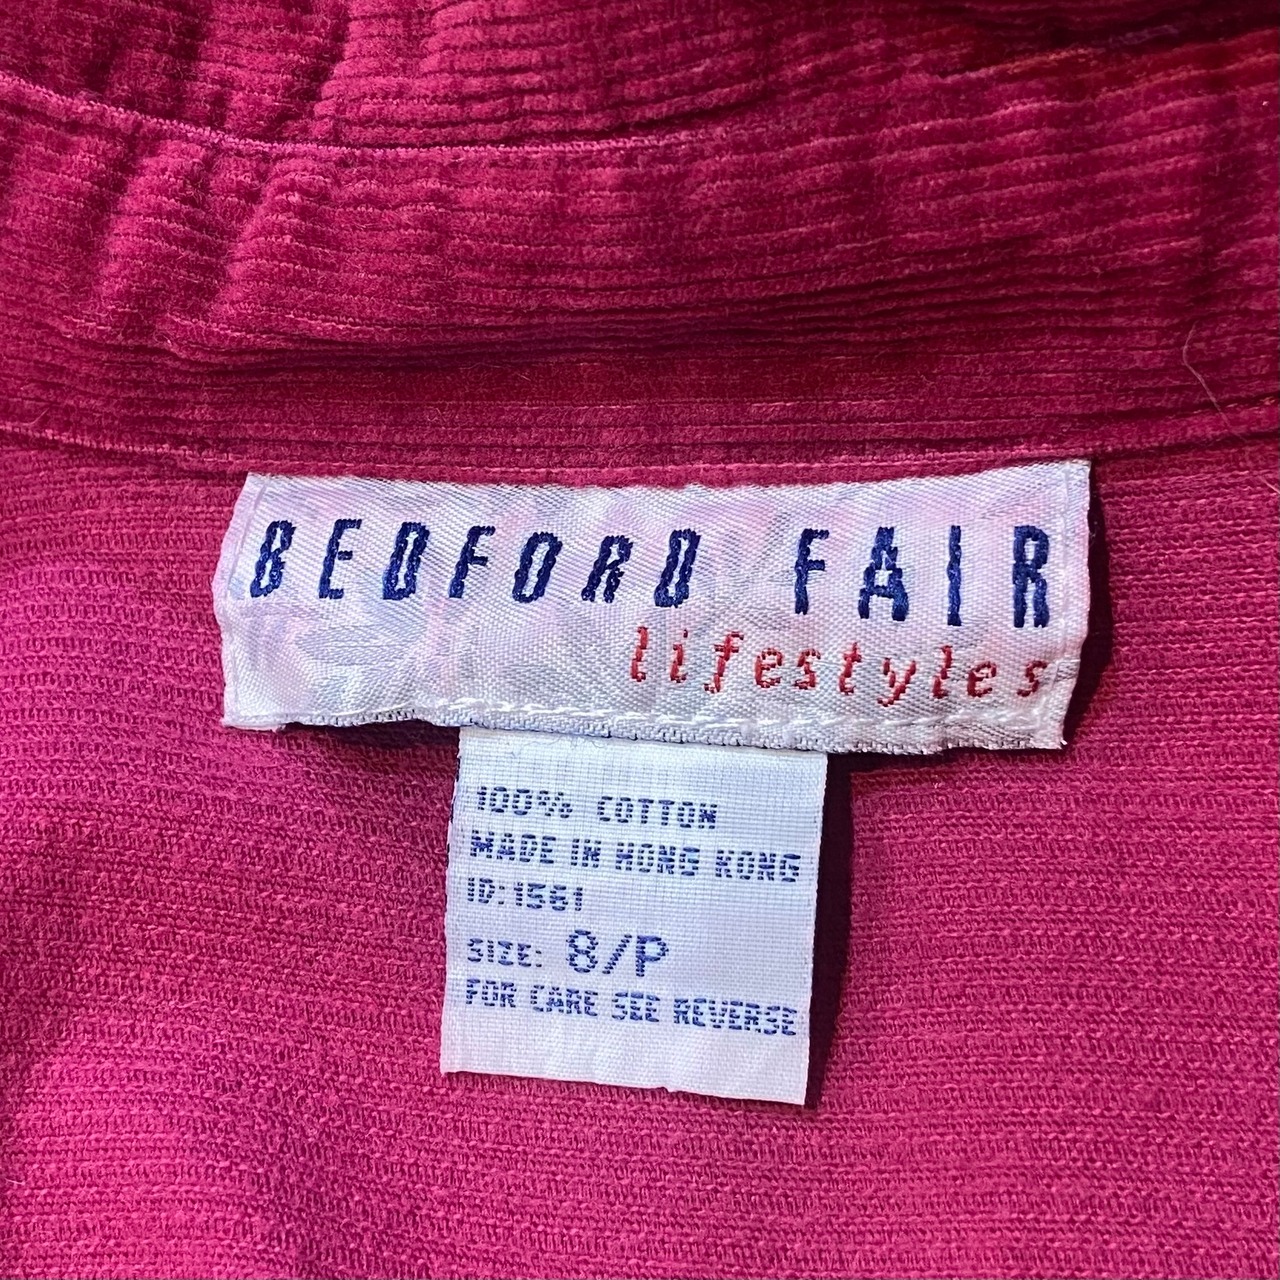 BEDFORD FAIR
lifestyles
100% COTTON
MADE IN HONG KONG
ID:1561
SIZE: 8/P
FOR CARE SEE REVERSE